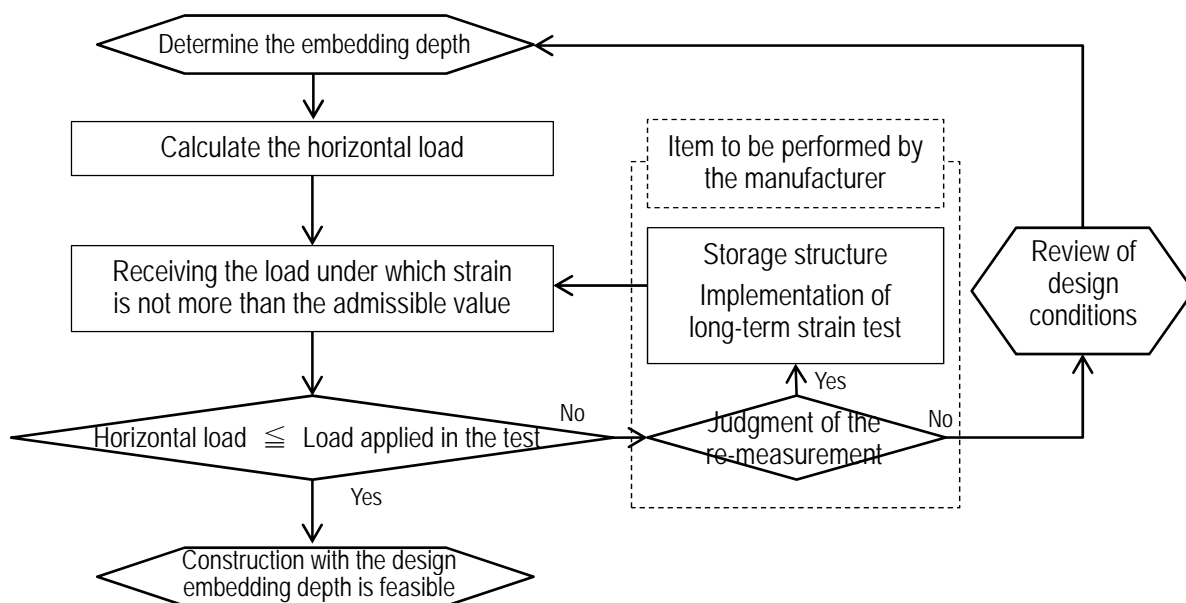 Determine the embedding depth
Calculate the horizontal load
Item to be performed by
the manufacturer
Receiving the load under which strain
is not more than the admissible value
Storage structure
Implementation of
long-term strain test
Review of
design
conditions
Yes
Horizontal load ≦ Load applied in the test
No
Judgment of the
re-measurement
No
Yes
Construction with the design
embedding depth is feasible